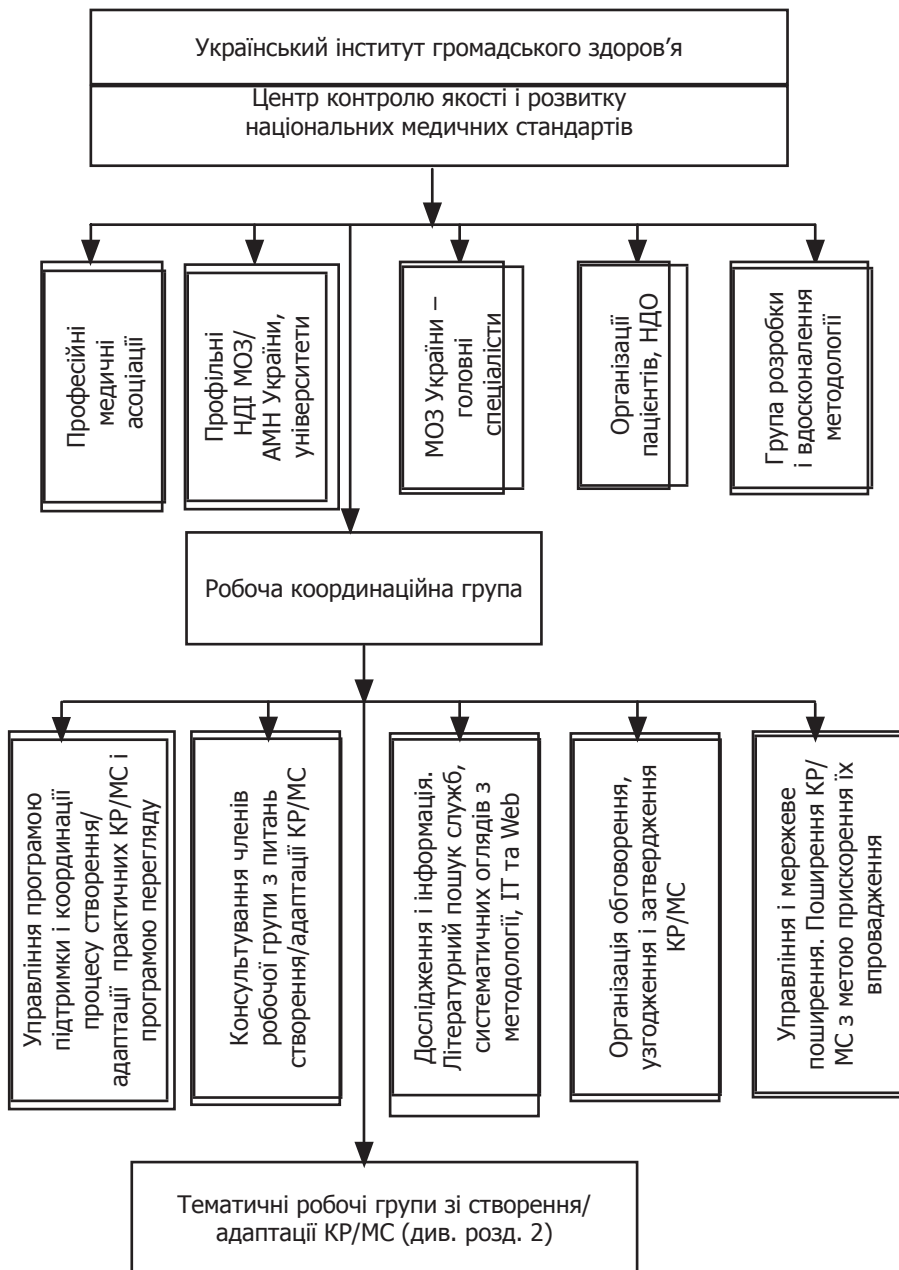 Український інститут громадського здоров’я
Центр контролю якості і розвитку
національних медичних стандартів
Професійні
медичні
асоціації
Профільні
НДІ МОЗ/
АМН України,
університети
МОЗ України –
головні
спеціалісти
Організації
пацієнтів, НДО
Група розробки
і вдосконалення
методології
Робоча координаційна група
Управління програмою
підтримки і координації
процесу створення/
адаптації практичних КР/МС і
програмою перегляду
Консультування членів
робочої групи з питань
створення/адаптації КР/МС
Дослідження і інформація.
Літературний пошук служб,
систематичних оглядів з
методології, ІТ та Web
Організація обговорення,
узгодження і затвердження
КР/МС
Управління і мережеве
поширення. Поширення КР/
МС з метою прискорення їх
впровадження
Тематичні робочі групи зі створення/
адаптації КР/МС (див. розд. 2)